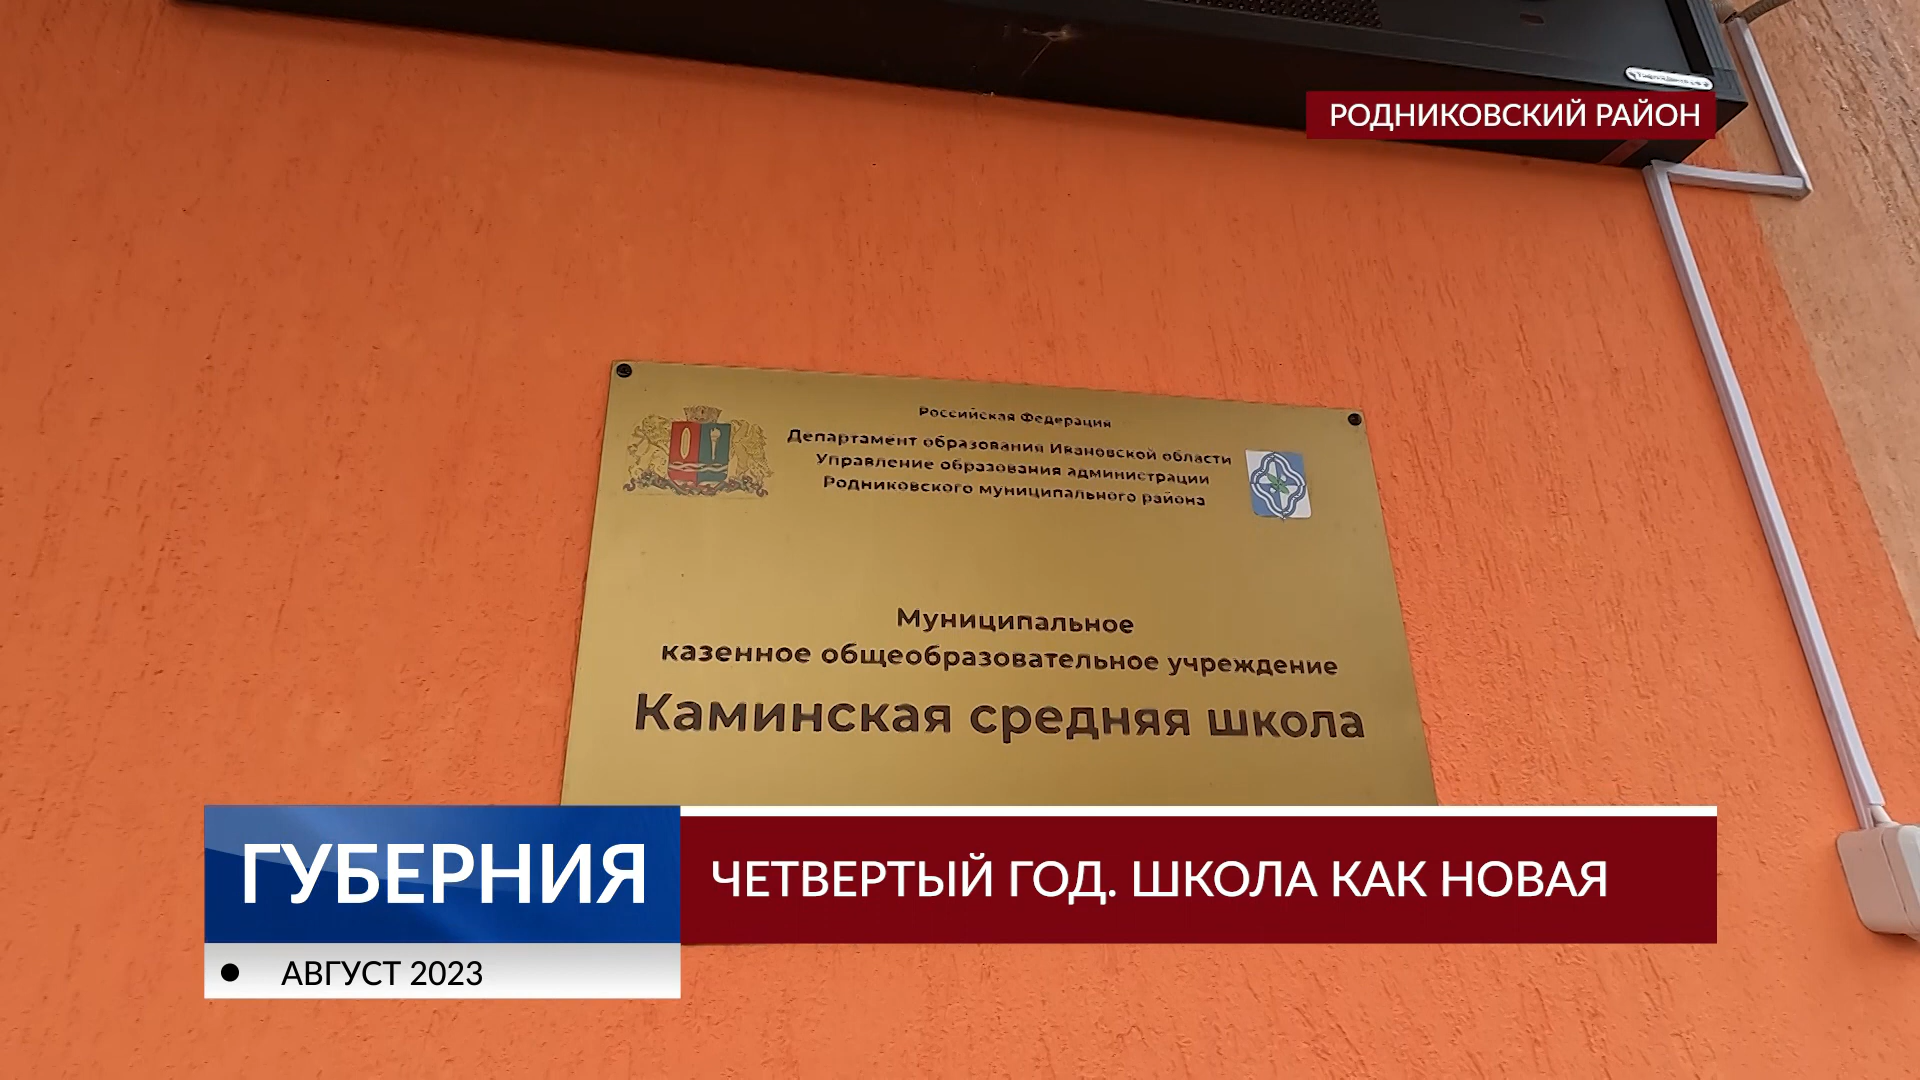 РОДНИКОВСКИЙ РАЙОН
Российская Федерация
Департамент образования Ивановской области
Управление образования администрации
Родниковского муниципального района
Муниципальное
казенное общеобразовательное учреждение
Каминская средняя школа
ГУБЕРНИЯ
ЧЕТВЕРТЫЙ ГОД. ШКОЛА КАК НОВАЯ
АВГУСТ 2023